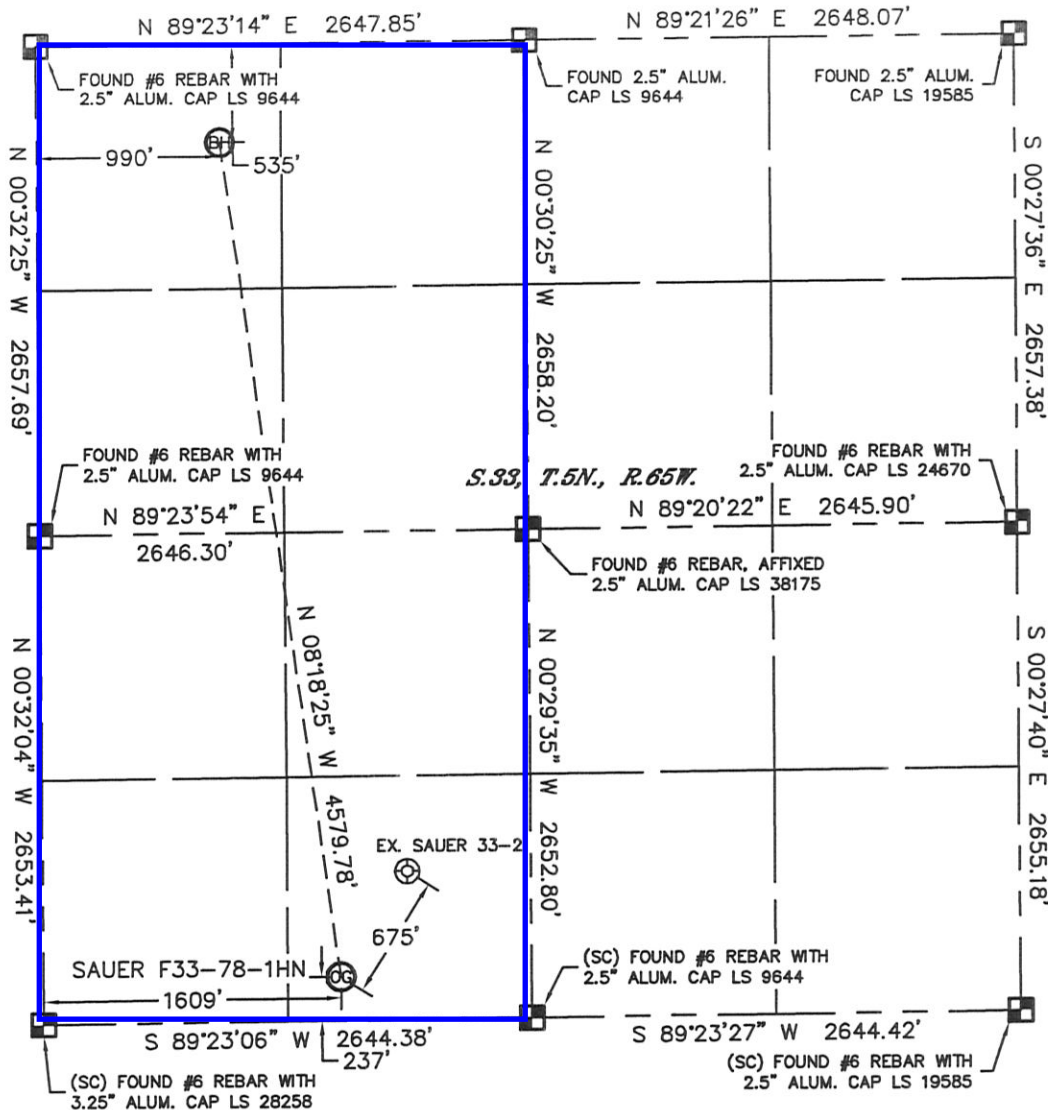 N 89°23'14" E 2647.85'
N 89°21'26" E 2648.07'
FOUND #6 REBAR WITH
2.5" ALUM. CAP LS 9644
FOUND 2.5" ALUM.
CAP LS 9644
FOUND 2.5" ALUM.
CAP LS 19585
BH
990'
535'
N 00°32'25" W 2657.69'
N 00°30'25" W 2658.20'
S 00°27'36" E 2657.38'
FOUND #6 REBAR WITH
2.5" ALUM. CAP LS 9644
S.33, T.5N., R.65W.
FOUND #6 REBAR WITH
2.5" ALUM. CAP LS 24670
N 89°23'54" E
2646.30'
N 89°20'22" E 2645.90'
FOUND #6 REBAR, AFFIXED
2.5" ALUM. CAP LS 38175
N 00°32'04" W 2653.41'
N 08°18'25" W 4579.78'
N 00°29'35" W 2652.80'
S 00°27'40" E 2655.18'
EX. SAUER 33-2
675'
SAUER F33-78-1HN
OG
1609'
(SC) FOUND #6 REBAR WITH
2.5" ALUM. CAP LS 9644
S 89°23'06" W 2644.38'
237'
S 89°23'27" W 2644.42'
(SC) FOUND #6 REBAR WITH
3.25" ALUM. CAP LS 28258
(SC) FOUND #6 REBAR WITH
2.5" ALUM. CAP LS 19585